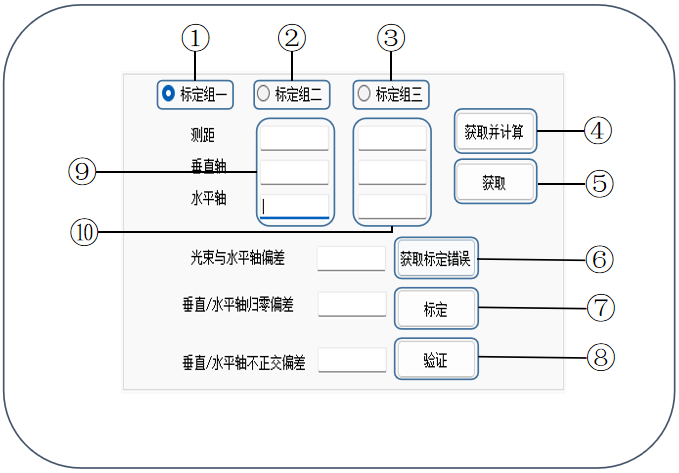 ① ② ③
标定组一 标定组二 标定组三
测距
获取并计算 ④
⑨ 垂直轴
获取 ⑤
水平轴
⑩
光束与水平轴偏差 获取标定错误 ⑥
垂直/水平轴归零偏差 标定 ⑦
垂直/水平轴不正交偏差 验证 ⑧